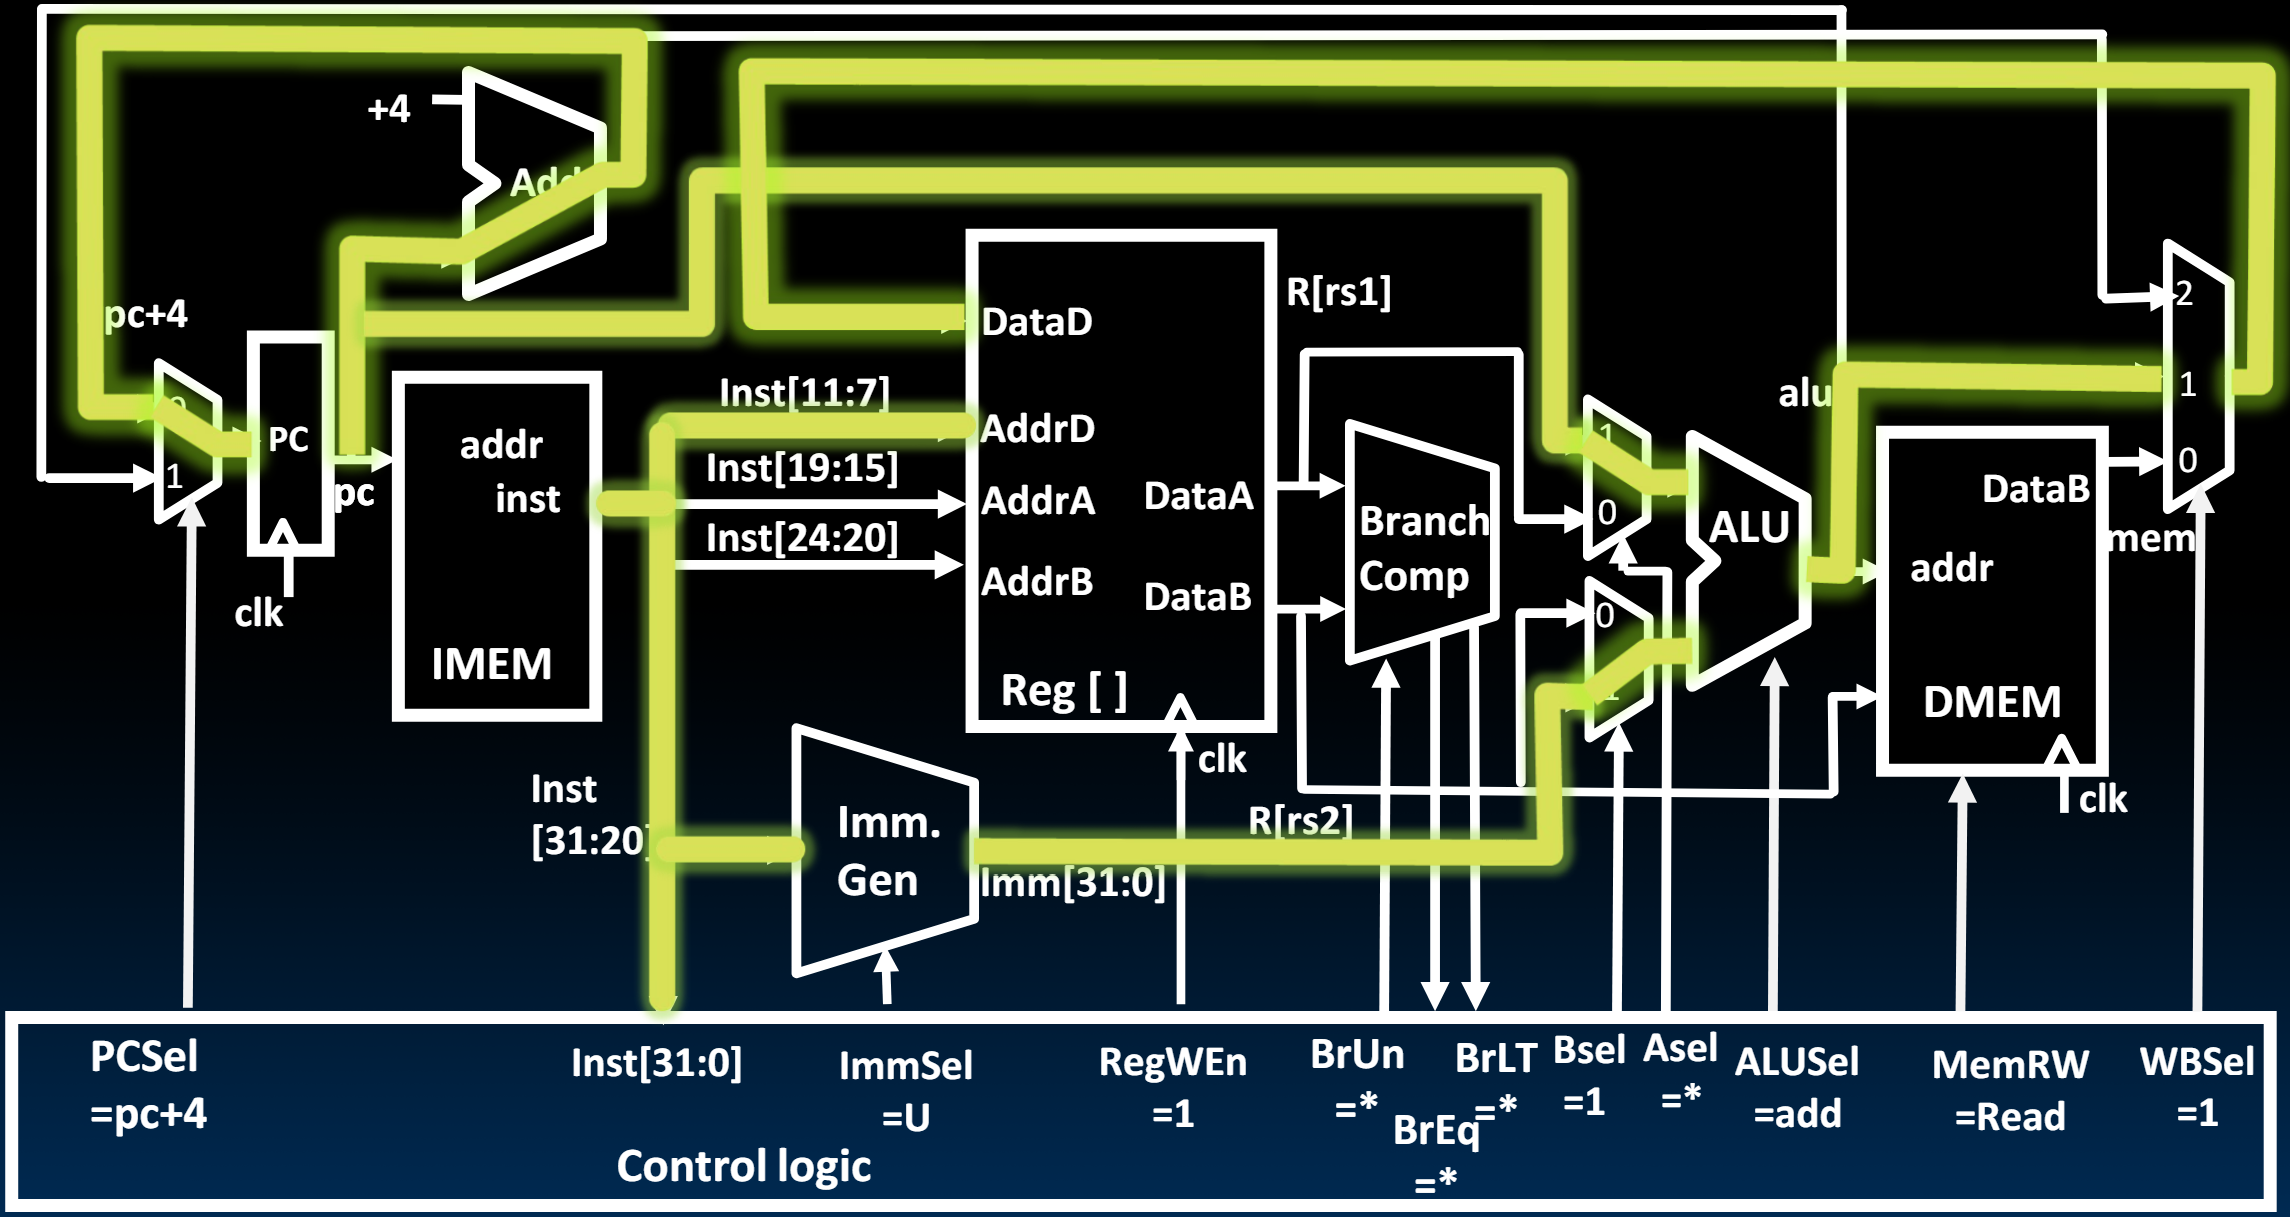 +4
Add
pc+4
0
1
PC
pc
clk
addr
inst
IMEM
Inst[11:7]
Inst[19:15]
Inst[24:20]
Inst
[31:20]
DataD
AddrD
AddrA
AddrB
DataA
DataB
Reg [ ]
clk
R[rs1]
R[rs2]
Imm.
Gen
Imm[31:0]
Branch
Comp
1
0
0
1
ALU
alu
addr
DataB
DMEM
clk
mem
2
1
0
PCSel
=pc+4
Inst[31:0]
ImmSel
=U
RegWEn
=1
BrUn
=*
BrEq
=*
BrLT
=*
Bsel
=1
Asel
=*
ALUSel
=add
MemRW
=Read
WBSel
=1
Control logic